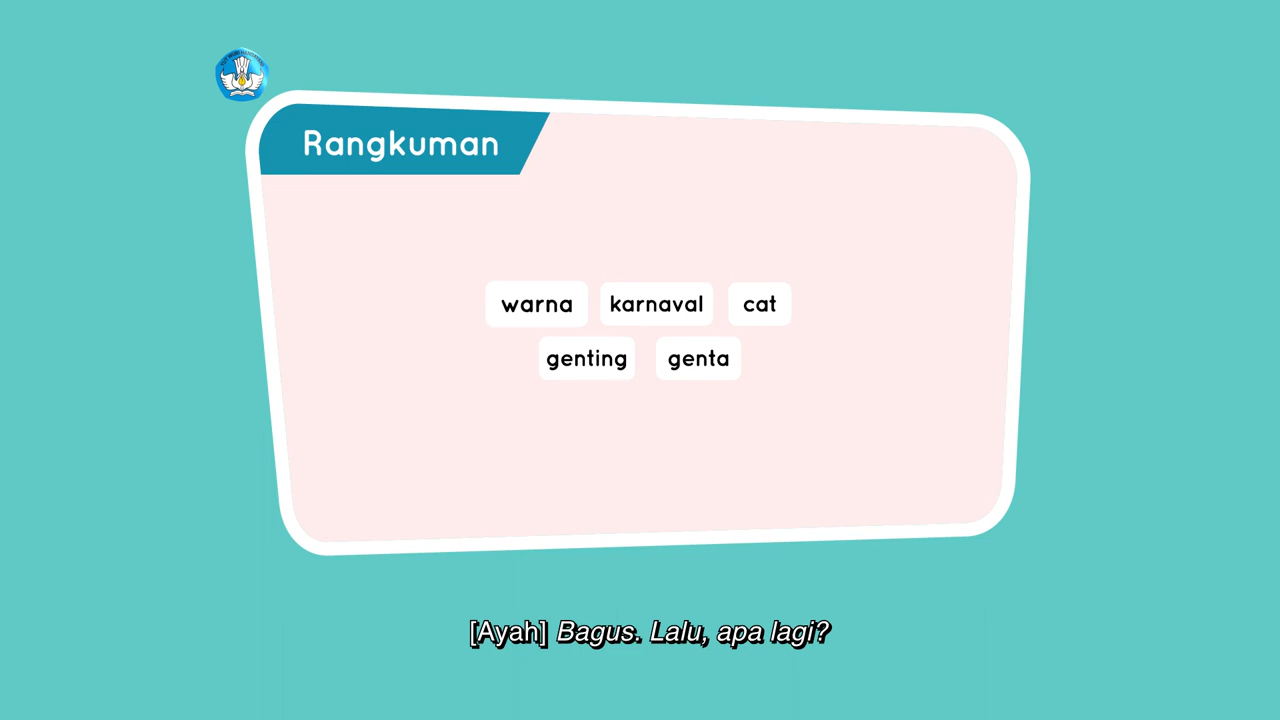 Rangkuman
warna karnaval cat
genting genta
[Ayah] Bagus. Lalu, apa lagi?